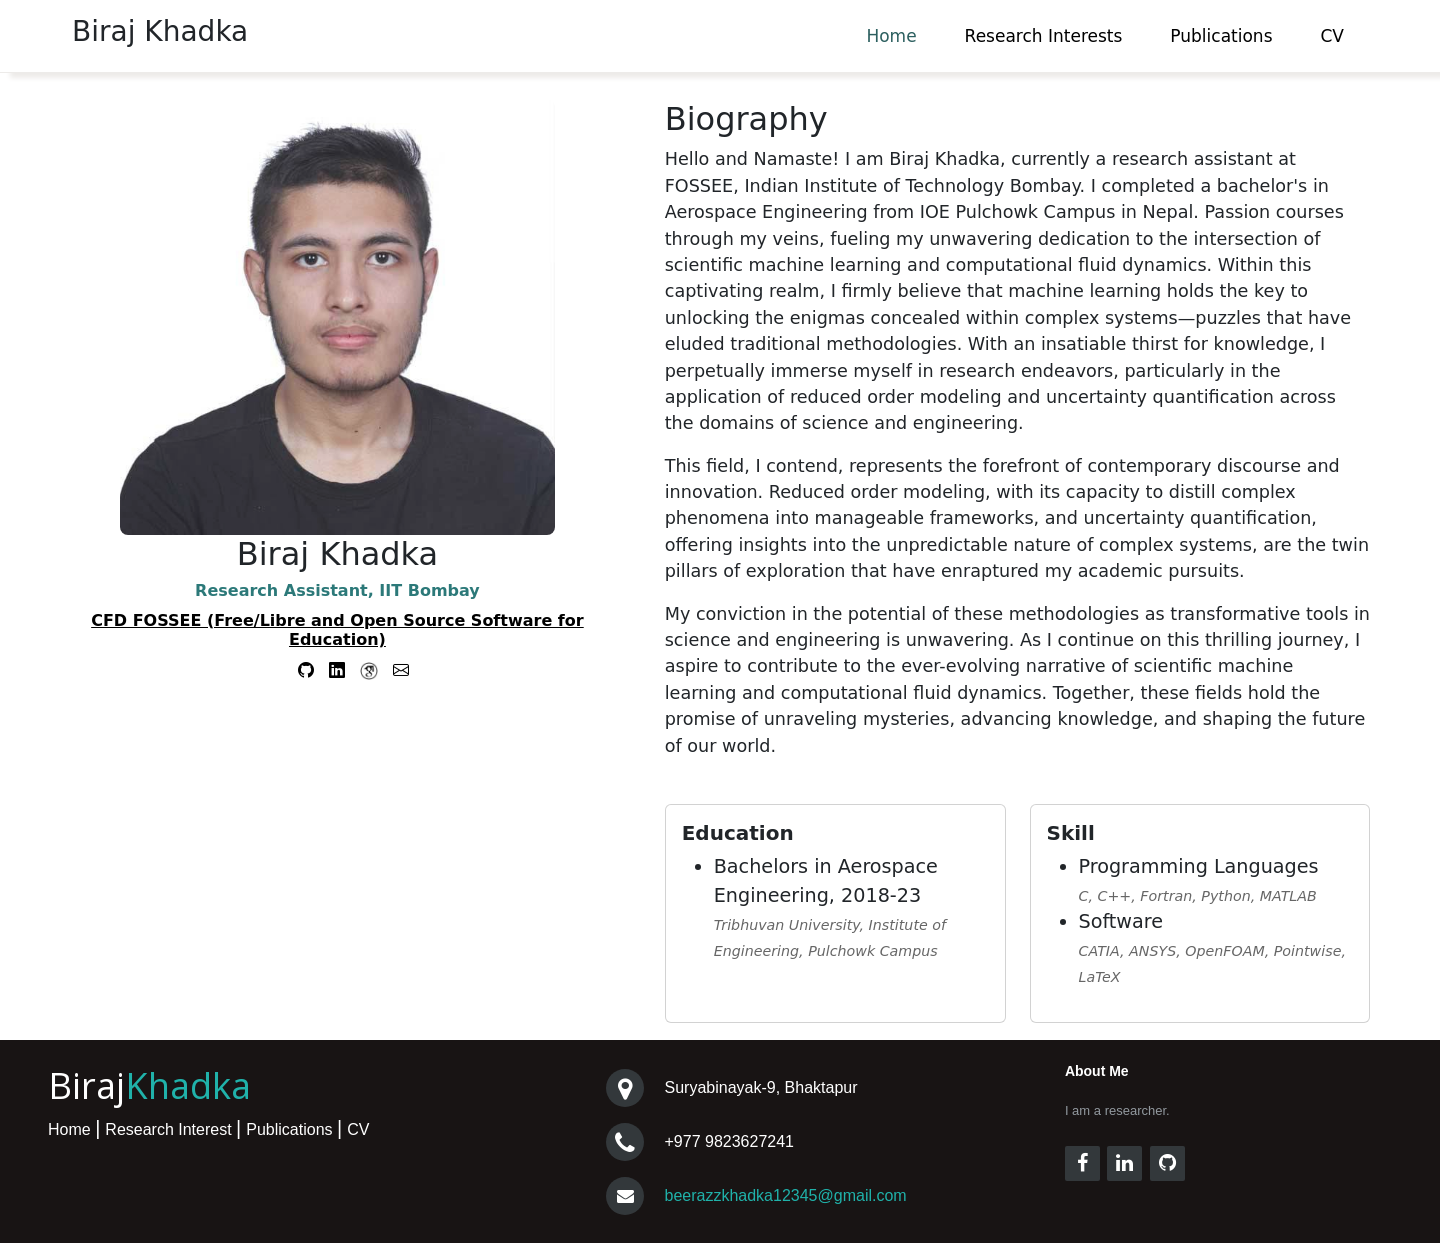 Biraj Khadka
Home Research Interests Publications CV
Biography
Hello and Namaste! I am Biraj Khadka, currently a research assistant at
FOSSEE, Indian Institute of Technology Bombay. I completed a bachelor's in
Aerospace Engineering from IOE Pulchowk Campus in Nepal. Passion courses
through my veins, fueling my unwavering dedication to the intersection of
scientific machine learning and computational fluid dynamics. Within this
captivating realm, I firmly believe that machine learning holds the key to
unlocking the enigmas concealed within complex systems—puzzles that have
eluded traditional methodologies. With an insatiable thirst for knowledge, I
perpetually immerse myself in research endeavors, particularly in the
application of reduced order modeling and uncertainty quantification across
the domains of science and engineering.
This field, I contend, represents the forefront of contemporary discourse and
innovation. Reduced order modeling, with its capacity to distill complex
phenomena into manageable frameworks, and uncertainty quantification,
offering insights into the unpredictable nature of complex systems, are the twin
pillars of exploration that have enraptured my academic pursuits.
My conviction in the potential of these methodologies as transformative tools in
science and engineering is unwavering. As I continue on this thrilling journey, I
aspire to contribute to the ever-evolving narrative of scientific machine
learning and computational fluid dynamics. Together, these fields hold the
promise of unraveling mysteries, advancing knowledge, and shaping the future
of our world.
Biraj Khadka
Research Assistant, IIT Bombay
CFD FOSSEE (Free/Libre and Open Source Software for
Education)
Education
Bachelors in Aerospace
Engineering, 2018-23
Tribhuvan University, Institute of
Engineering, Pulchowk Campus
Skill
Programming Languages
C, C++, Fortran, Python, MATLAB
Software
CATIA, ANSYS, OpenFOAM, Pointwise,
LaTeX
BirajKhadka
Home | Research Interest | Publications | CV
Suryabinayak-9, Bhaktapur
+977 9823627241
beerazzkhadka12345@gmail.com
About Me
I am a researcher.